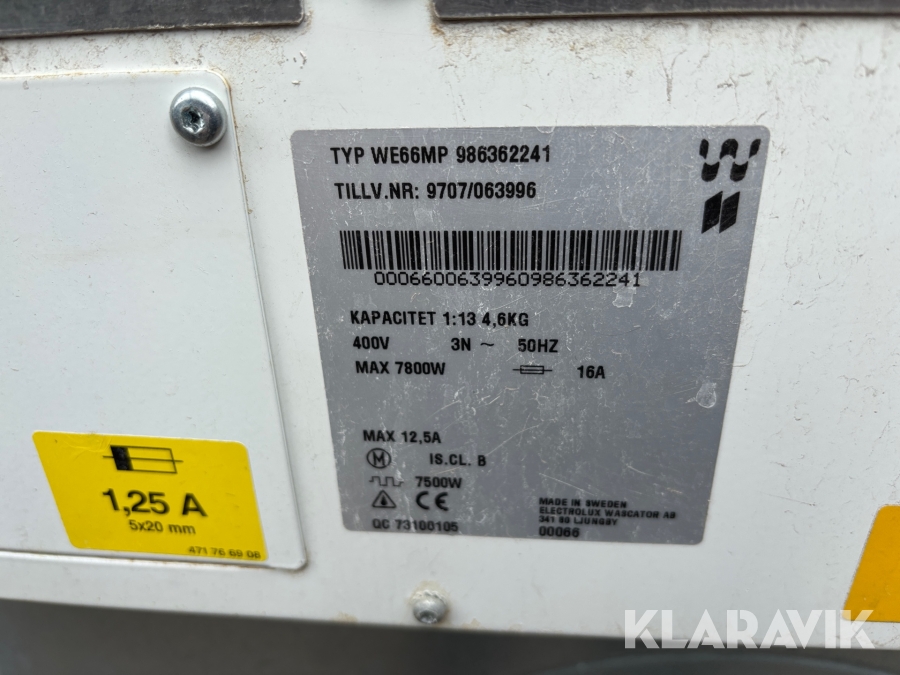 TYP WE66MP 986362241
TILLV.NR: 9707/063996
0006600639960986362241
KAPACITET 1:13 4,6KG
400V 3N ~ 50HZ
MAX 7800W 16A
MAX 12,5A
M IS.CL. B
7500W
CE
QC 73100105
MADE IN SWEDEN
ELECTROLUX WASCATOR AB
341 80 LJUNGBY
00066
1,25 A
5x20 mm
471 76 69 06
KLARAVIK